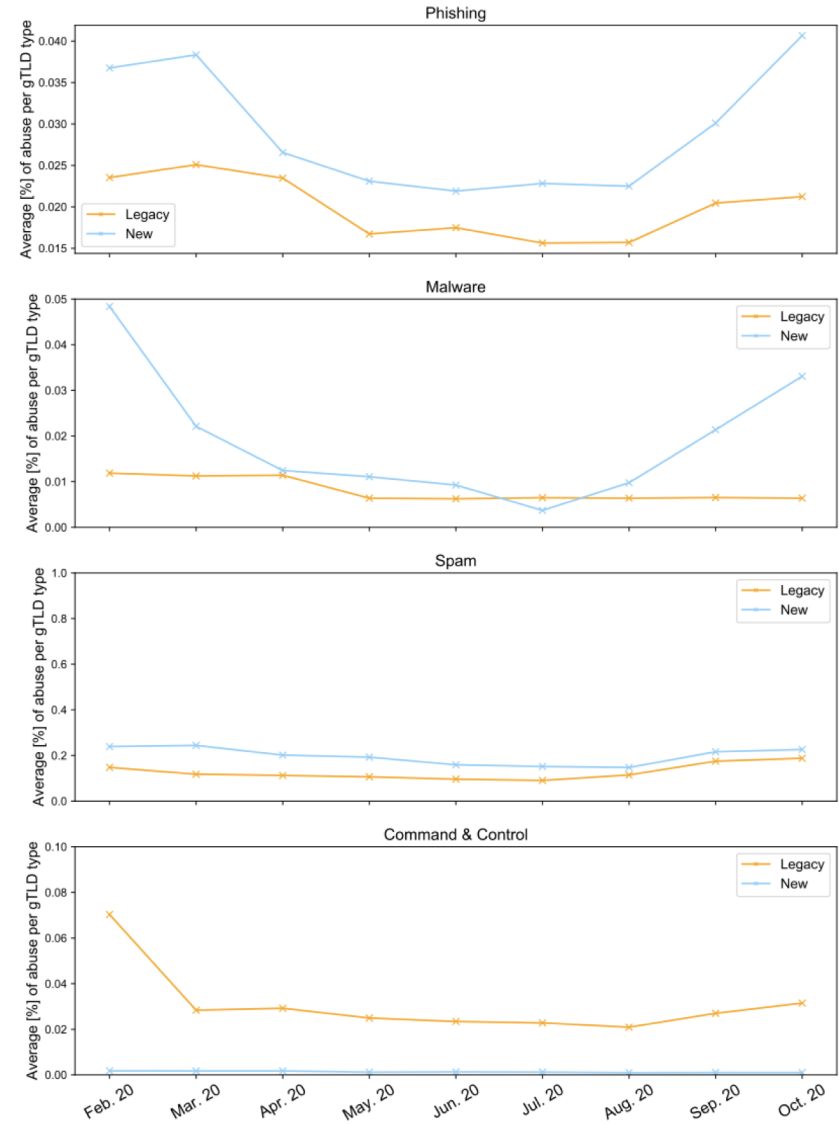 Phishing
Average [%] of abuse per gTLD type
0.040
0.035
0.030
0.025
0.020
0.015
Legacy
New
Malware
Average [%] of abuse per gTLD type
0.05
0.04
0.03
0.02
0.01
0.00
Legacy
New
Spam
Average [%] of abuse per gTLD type
1.0
0.8
0.6
0.4
0.2
0.0
Legacy
New
Command & Control
Average [%] of abuse per gTLD type
0.10
0.08
0.06
0.04
0.02
0.00
Legacy
New
Feb. 20
Mar. 20
Apr. 20
May. 20
Jun. 20
Jul. 20
Aug. 20
Sep. 20
Oct. 20